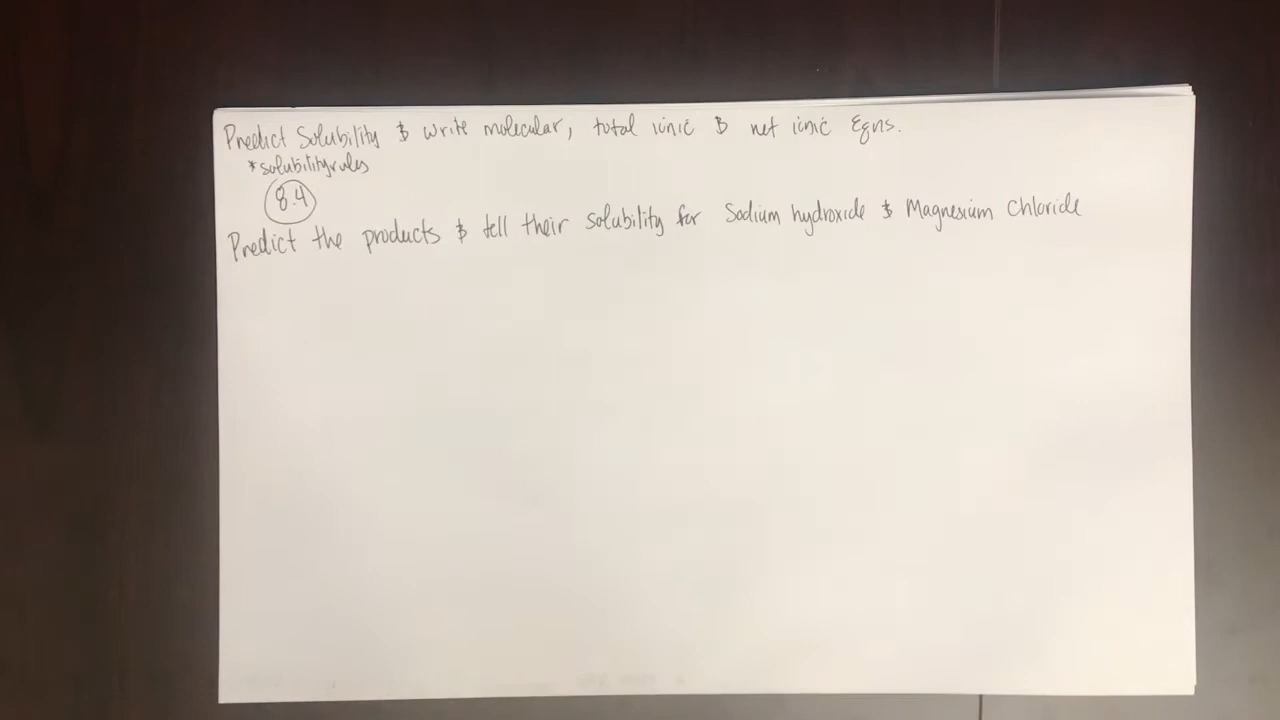 Predict Solubility & write molecular, total ionic & net ionic Eqns.
*solubility rules
8.4
Predict the products & tell their solubility for Sodium hydroxide & Magnesium Chloride